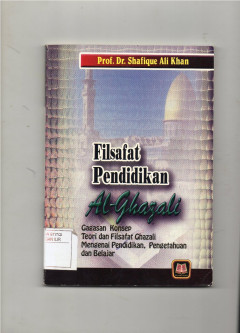 Prof. Dr. Shafique Ali Khan
Filsafat
Pendidikan
Al-Ghazali
Gagasan Konsep
Teori dan Filsafat Ghazali
Mengenai Pendidikan, Pengetahuan
dan Belajar